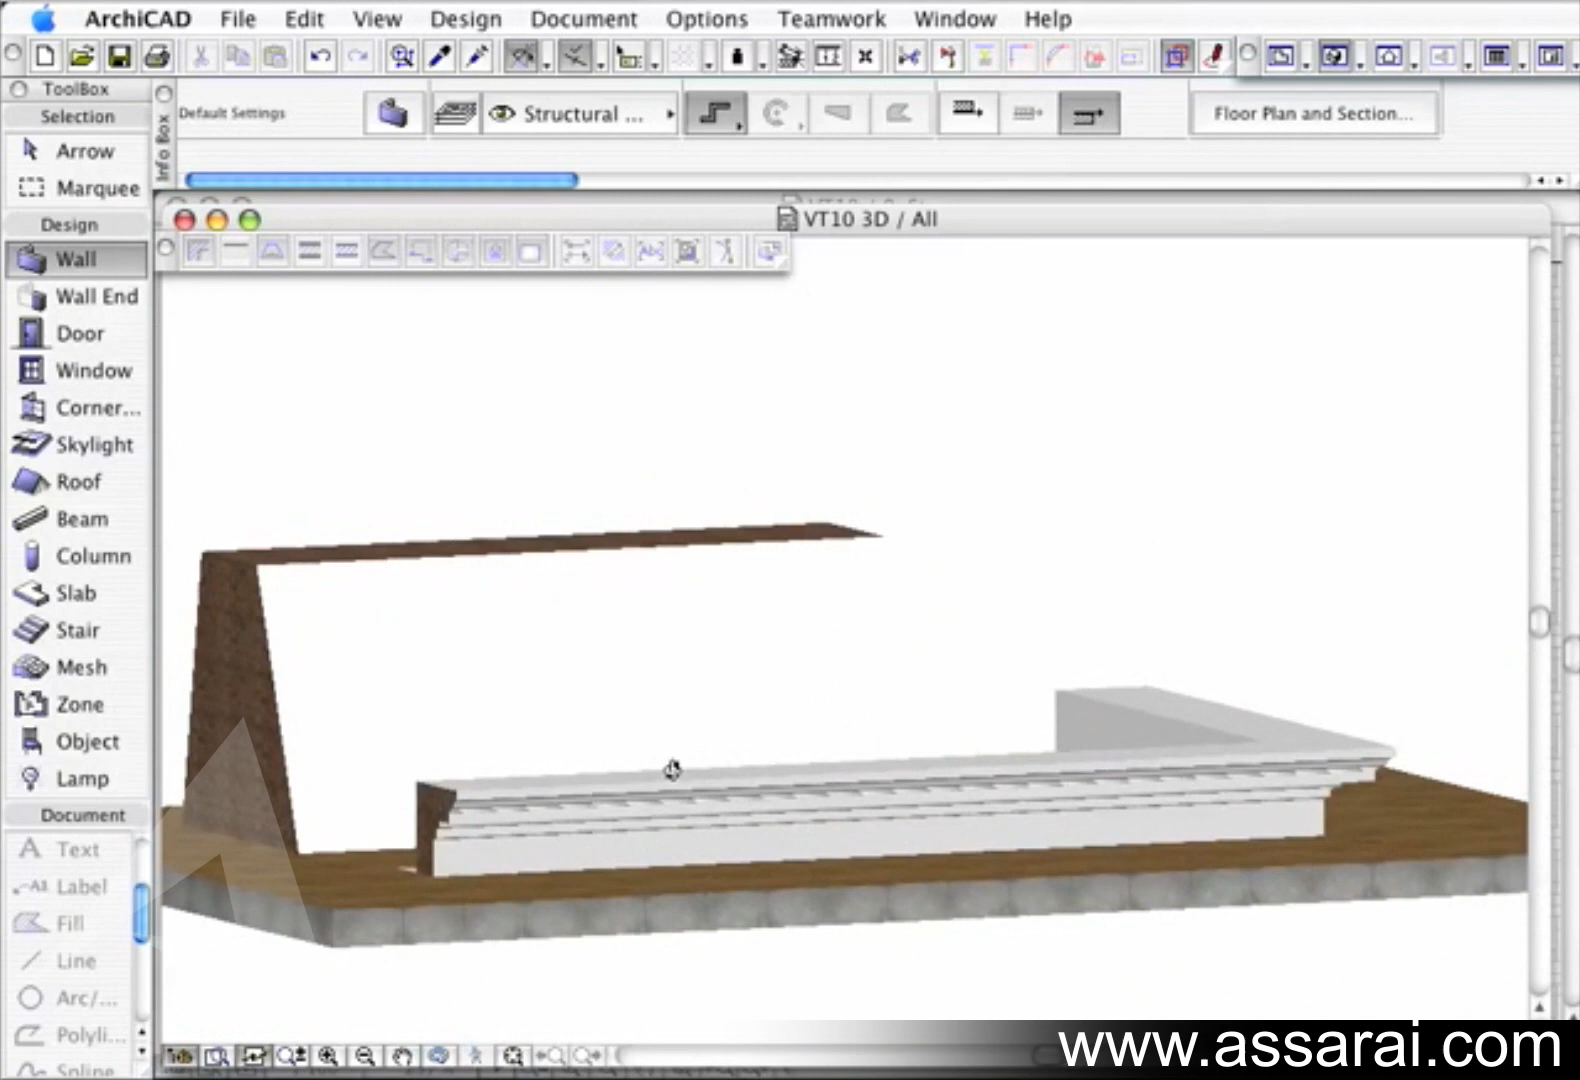 ArchiCAD File Edit View Design Document Options Teamwork Window Help
ToolBox
Selection
Arrow
Marquee
Design
Wall
Wall End
Door
Window
Corner...
Skylight
Roof
Beam
Column
Slab
Stair
Mesh
Zone
Object
Lamp
Document
Text
Label
Fill
Line
Arc/...
Polyli...
Spline
Info Box
Default Settings
Structural ...
Floor Plan and Section...
VT10 3D / All
www.assarai.com